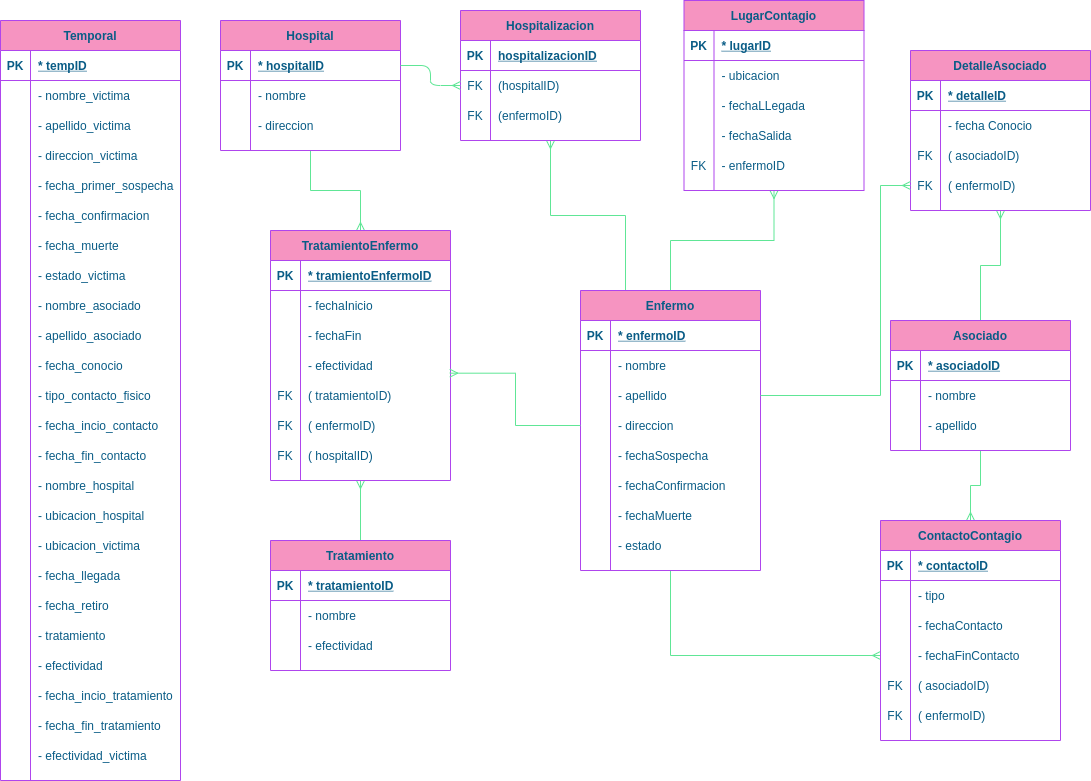 Temporal
PK * tempID
- nombre_victima
- apellido_victima
- direccion_victima
- fecha_primer_sospecha
- fecha_confirmacion
- fecha_muerte
- estado_victima
- nombre_asociado
- apellido_asociado
- fecha_conocio
- tipo_contacto_fisico
- fecha_incio_contacto
- fecha_fin_contacto
- nombre_hospital
- ubicacion_hospital
- ubicacion_victima
- fecha_llegada
- fecha_retiro
- tratamiento
- efectividad
- fecha_incio_tratamiento
- fecha_fin_tratamiento
- efectividad_victima
Hospital
PK * hospitalID
- nombre
- direccion
Hospitalizacion
PK hospitalizacionID
FK (hospitalID)
FK (enfermoID)
LugarContagio
PK * lugarID
- ubicacion
- fechaLLegada
- fechaSalida
FK - enfermoID
DetalleAsociado
PK * detalleID
- fecha Conocio
FK ( asociadoID)
FK ( enfermoID)
TratamientoEnfermo
PK * tramientoEnfermoID
- fechaInicio
- fechaFin
- efectividad
FK ( tratamientoID)
FK ( enfermoID)
FK ( hospitalID)
Enfermo
PK * enfermoID
- nombre
- apellido
- direccion
- fechaSospecha
- fechaConfirmacion
- fechaMuerte
- estado
Asociado
PK * asociadoID
- nombre
- apellido
Tratamiento
PK * tratamientoID
- nombre
- efectividad
ContactoContagio
PK * contactoID
- tipo
- fechaContacto
- fechaFinContacto
FK ( asociadoID)
FK ( enfermoID)